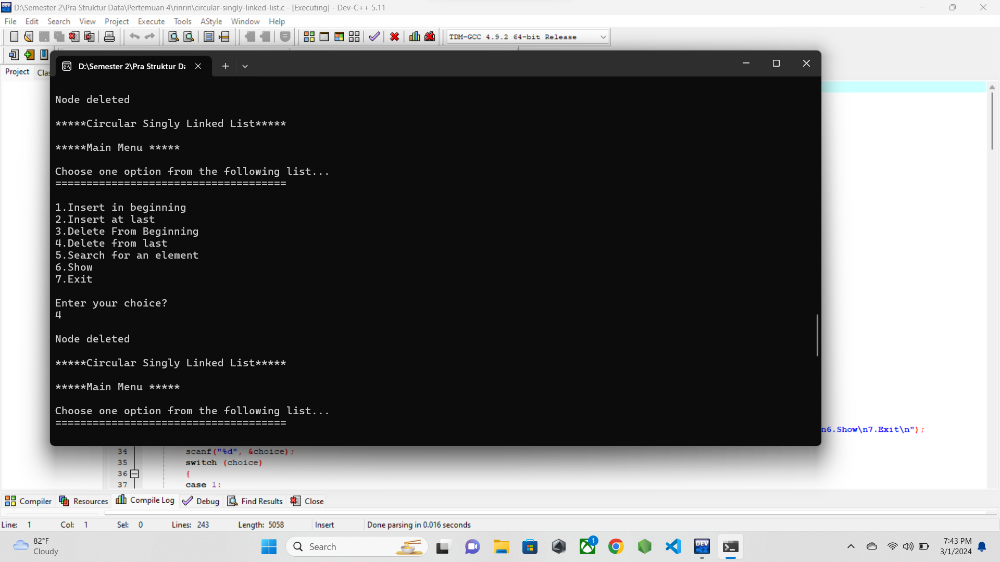 D:\Semester 2\Pra Struktur Data\Pertemuan 4\rinrin\circular-singly-linked-list.c - [Executing] - Dev-C++ 5.11
File Edit Search View Project Execute Tools AStyle Window Help
TDM-GCC 4.9.2 64-bit Release
Project Clas
D:\Semester 2\Pra Struktur Da
Node deleted
*****Circular Singly Linked List*****
*****Main Menu *****
Choose one option from the following list...
=====================================
1.Insert in beginning
2.Insert at last
3.Delete From Beginning
4.Delete from last
5.Search for an element
6.Show
7.Exit
Enter your choice?
4
Node deleted
*****Circular Singly Linked List*****
*****Main Menu *****
Choose one option from the following list...
=====================================
n6.Show\n7.Exit\n");
34 scanf("%d", &choice);
35 switch (choice)
36 {
37 case 1:
Compiler Resources Compile Log Debug Find Results Close
Line: 1 Col: 1 Sel: 0 Lines: 243 Length: 5058 Insert Done parsing in 0.016 seconds
82°F
Cloudy
Search
1
DEV
C++
7:43 PM
3/1/2024